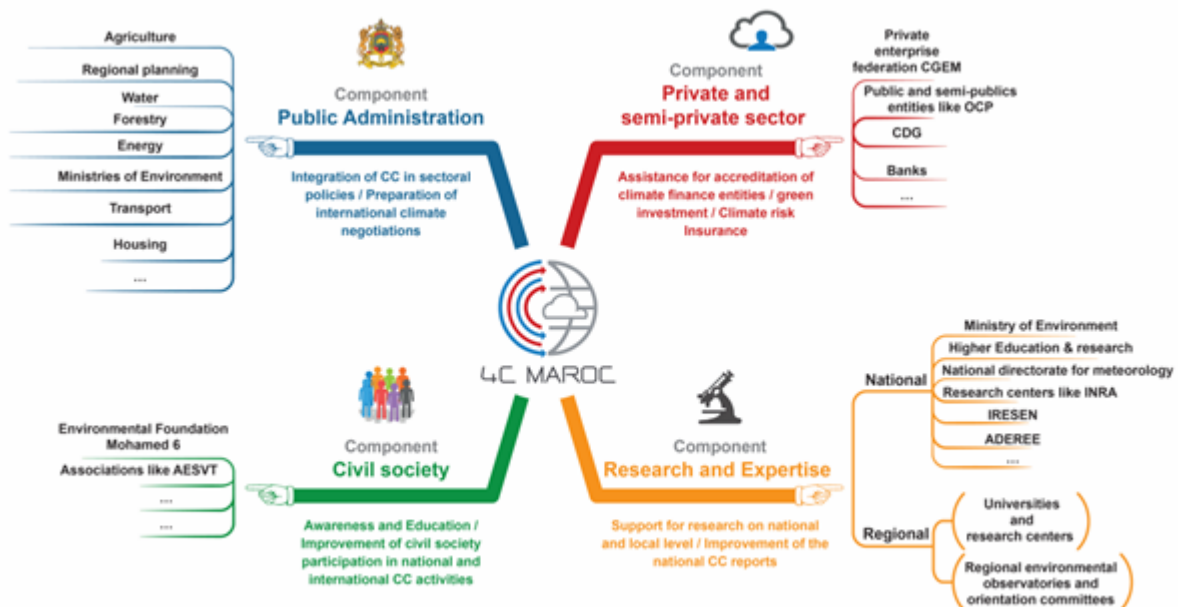 Agriculture
Regional planning
Water
Forestry
Energy
Ministries of Environment
Transport
Housing
...
Component
Public Administration
Integration of CC in sectoral
policies / Preparation of
international climate
negotiations
Component
Private and
semi-private sector
Assistance for accreditation of
climate finance entities / green
investment / Climate risk
Insurance
Private
enterprise
federation CGEM
Public and semi-publics
entities like OCP
CDG
Banks
...
4C MAROC
Environmental Foundation
Mohamed 6
Associations like AESVT
...
...
Component
Civil society
Awareness and Education /
Improvement of civil society
participation in national and
international CC activities
Component
Research and Expertise
Support for research on national
and local level / Improvement of the
national CC reports
National
Ministry of Environment
Higher Education & research
National directorate for meteorology
Research centers like INRA
IRESEN
ADEREE
...
Regional
Universities
and
research centers
Regional environmental
observatories and
orientation committees